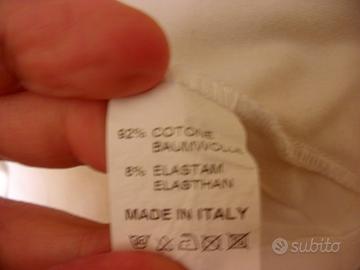 92% COTONE
BAUMWOLLE
8% ELASTAM
ELASTHAN
MADE IN ITALY
subito